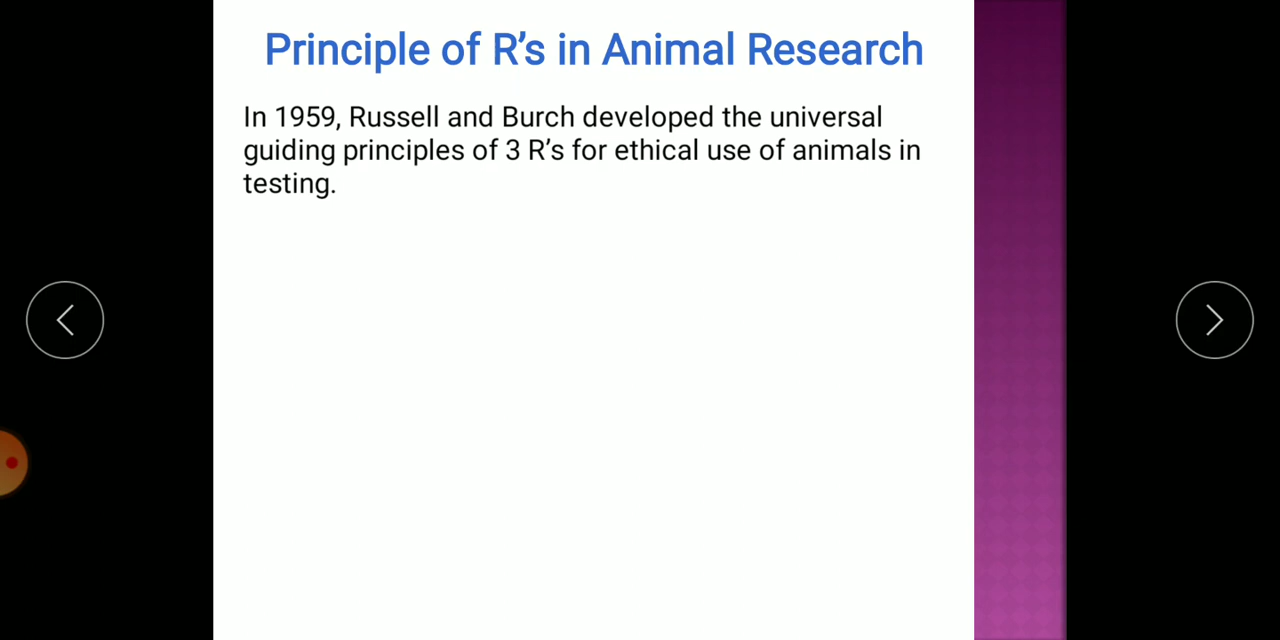 Principle of R’s in Animal Research
In 1959, Russell and Burch developed the universal
guiding principles of 3 R’s for ethical use of animals in
testing.